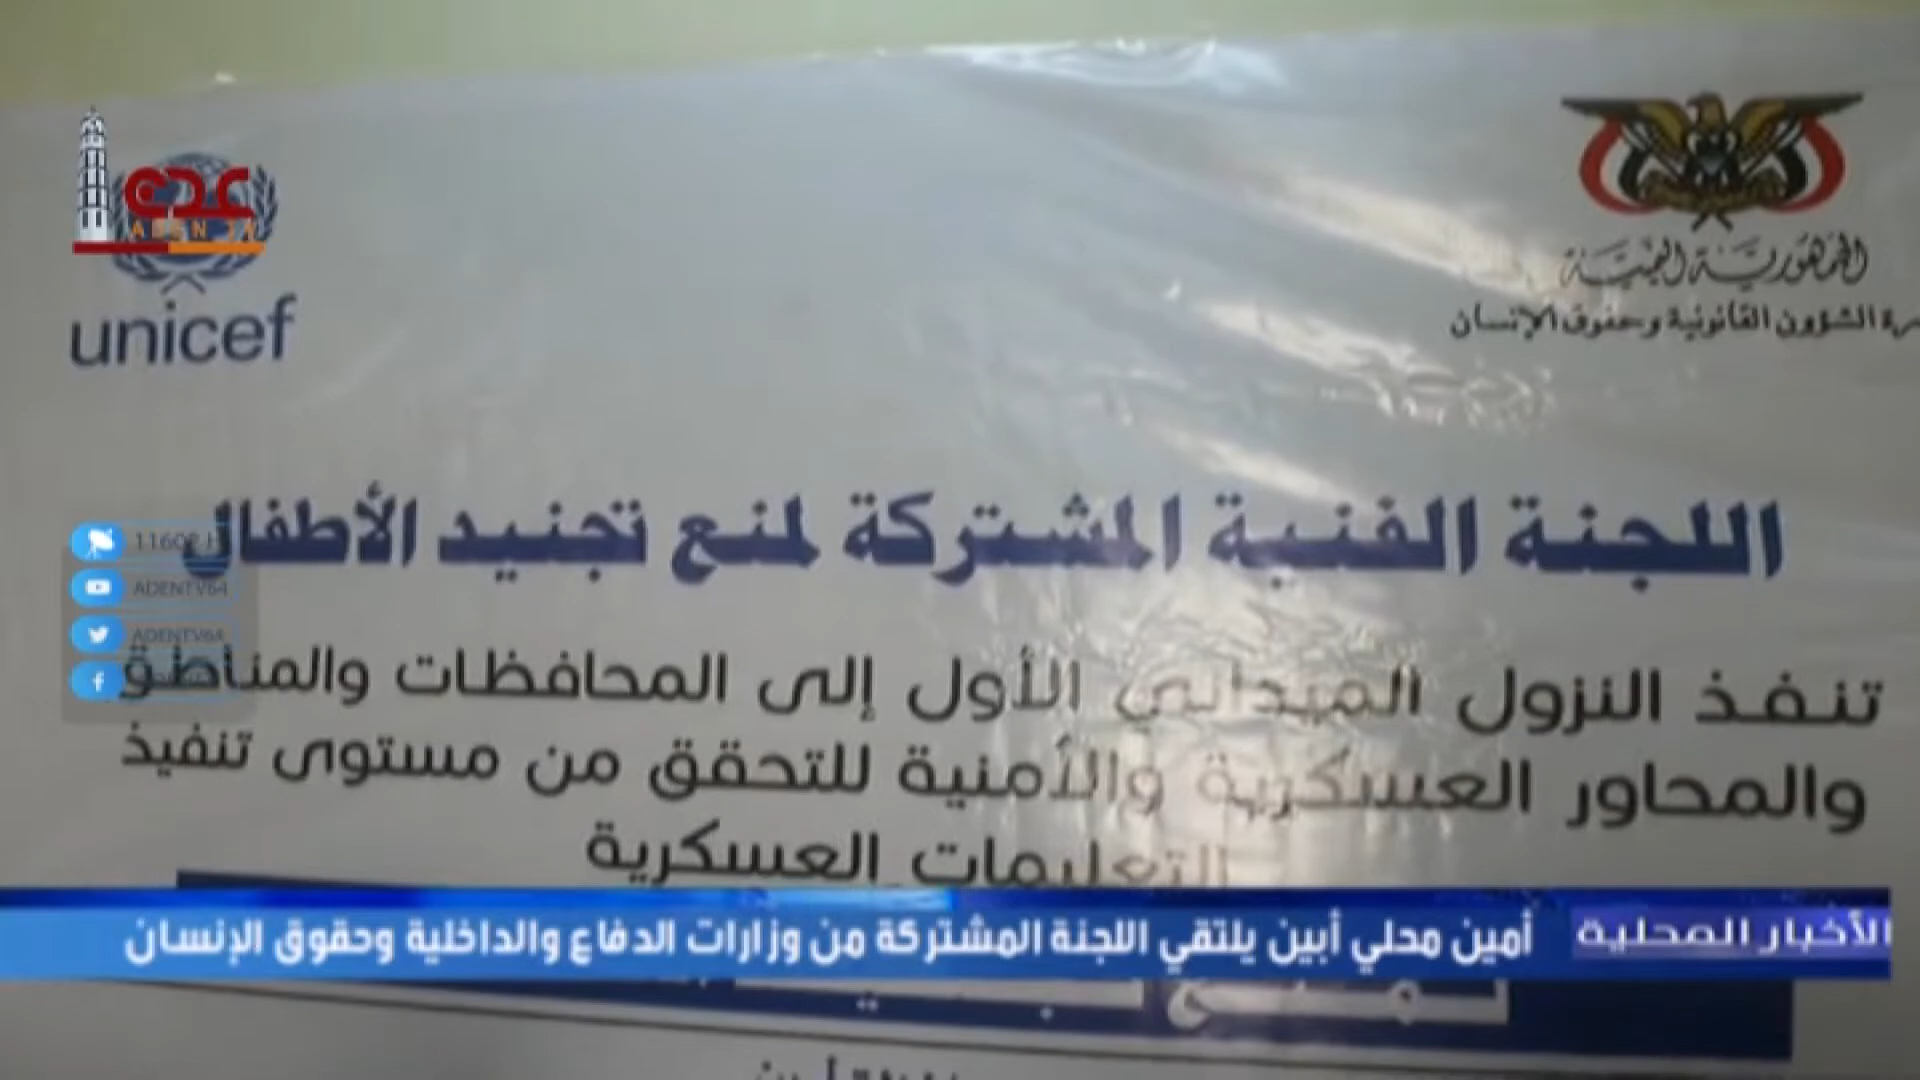 عدن
ADEN TV
unicef
الجمهورية اليمنية
الشؤون القانونية وحقوق الإنسان
اللجنة الفنية المشتركة لمنع تجنيد الأطفال
تنفذ النزول الميداني الأول إلى المحافظات والمناطق
والمحاور العسكرية والأمنية للتحقق من مستوى تنفيذ
التعليمات العسكرية
ADENTV64
ADENTV64
الأخبار المحلية
أمين محلي أبين يلتقي اللجنة المشتركة من وزارات الدفاع والداخلية وحقوق الإنسان